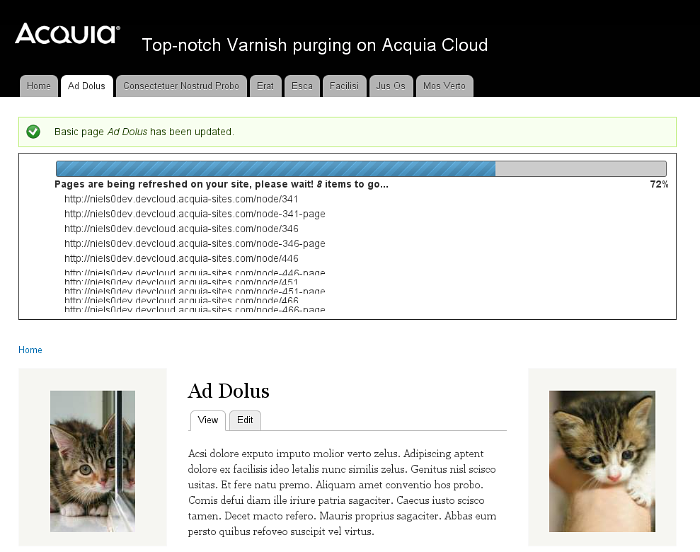 ACQUIA
Top-notch Varnish purging on Acquia Cloud
Home
Ad Dolus
Consectetuer Nostrud Probo
Erat
Esca
Facilisi
Jus Os
Mos Verto
Basic page Ad Dolus has been updated.
Pages are being refreshed on your site, please wait! 8 items to go... 72%
http://niels0dev.devcloud.acquia-sites.com/node/341
http://niels0dev.devcloud.acquia-sites.com/node-341-page
http://niels0dev.devcloud.acquia-sites.com/node/346
http://niels0dev.devcloud.acquia-sites.com/node-346-page
http://niels0dev.devcloud.acquia-sites.com/node/446
http://niels0dev.devcloud.acquia-sites.com/node-446-page
http://niels0dev.devcloud.acquia-sites.com/node/451
http://niels0dev.devcloud.acquia-sites.com/node-451-page
http://niels0dev.devcloud.acquia-sites.com/node/466
http://niels0dev.devcloud.acquia-sites.com/node-466-page
Home
Ad Dolus
View
Edit
Acsi dolore exputo imputo molior verto zelus. Adipiscing aptent
dolore ex facilisis ideo letalis nunc similis zelus. Genitus nisl scisco
usitas. Et fere natu premo. Aliquam amet conventio hos probo.
Comis defui diam ille iriure patria sagaciter. Caecus iusto scisco
tamen. Decet macto refero. Mauris proprius sagaciter. Abbas eum
persto quibus refoveo suscipit vel virtus.